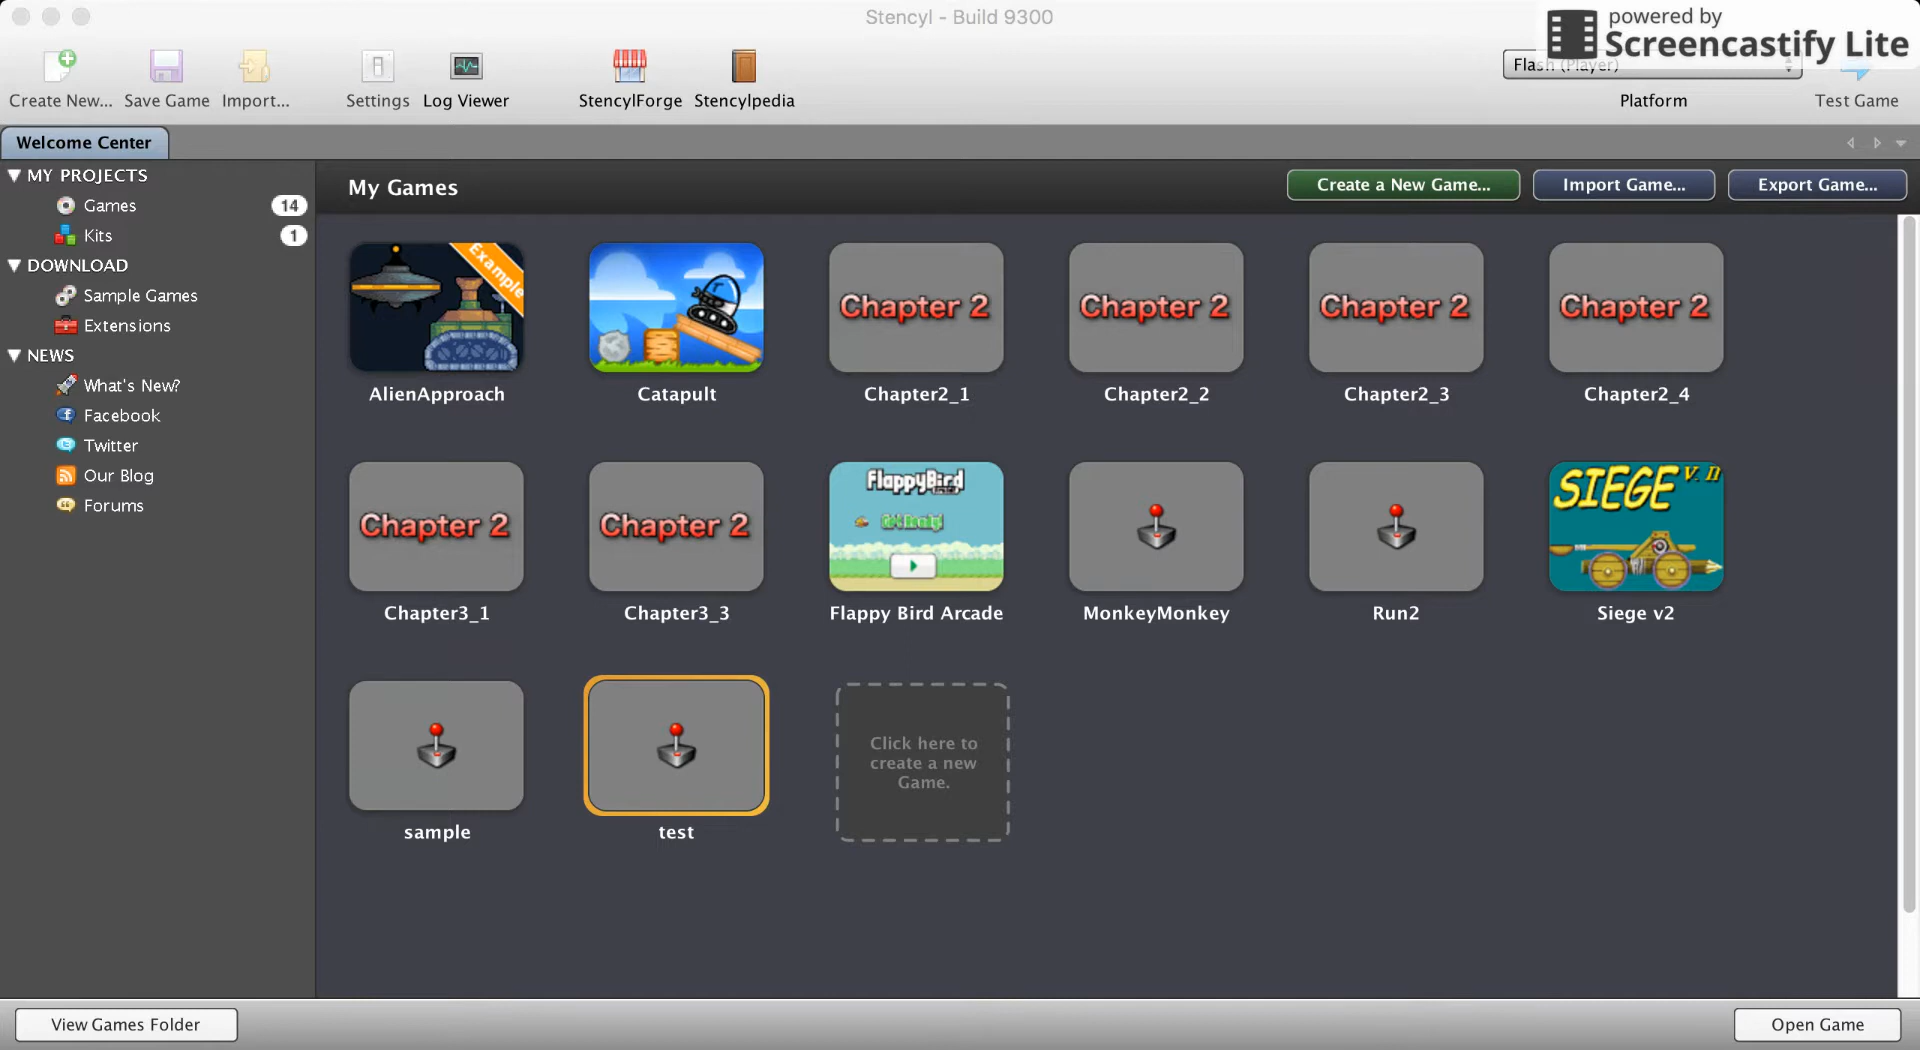 Stencyl - Build 9300
powered by
Screencastify Lite
Create New...
Save Game
Import...
Settings
Log Viewer
StencylForge
Stencylpedia
Flash (Player)
Platform
Test Game
Welcome Center
MY PROJECTS
Games
14
Kits
1
DOWNLOAD
Sample Games
Extensions
NEWS
What's New?
Facebook
Twitter
Our Blog
Forums
My Games
Create a New Game...
Import Game...
Export Game...
Example
AlienApproach
Catapult
Chapter 2
Chapter2_1
Chapter 2
Chapter2_2
Chapter 2
Chapter2_3
Chapter 2
Chapter2_4
Chapter 2
Chapter3_1
Chapter 2
Chapter3_3
FlappyBird
Get Ready!
Flappy Bird Arcade
MonkeyMonkey
Run2
SIEGE V. II
Siege v2
sample
test
Click here to
create a new
Game.
View Games Folder
Open Game